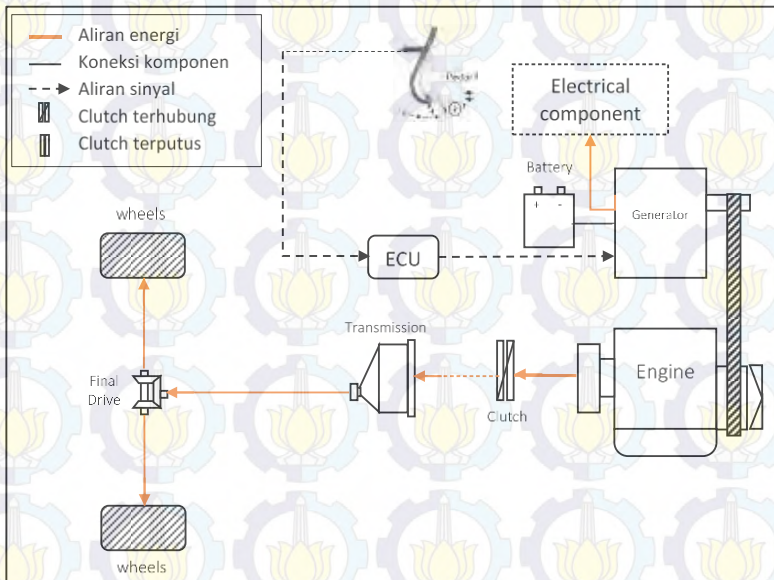 Aliran energi
Koneksi komponen
Aliran sinyal
Clutch terhubung
Clutch terputus
Electrical
component
Battery
+ -
Generator
wheels
ECU
Transmission
Engine
Final
Drive
Clutch
wheels